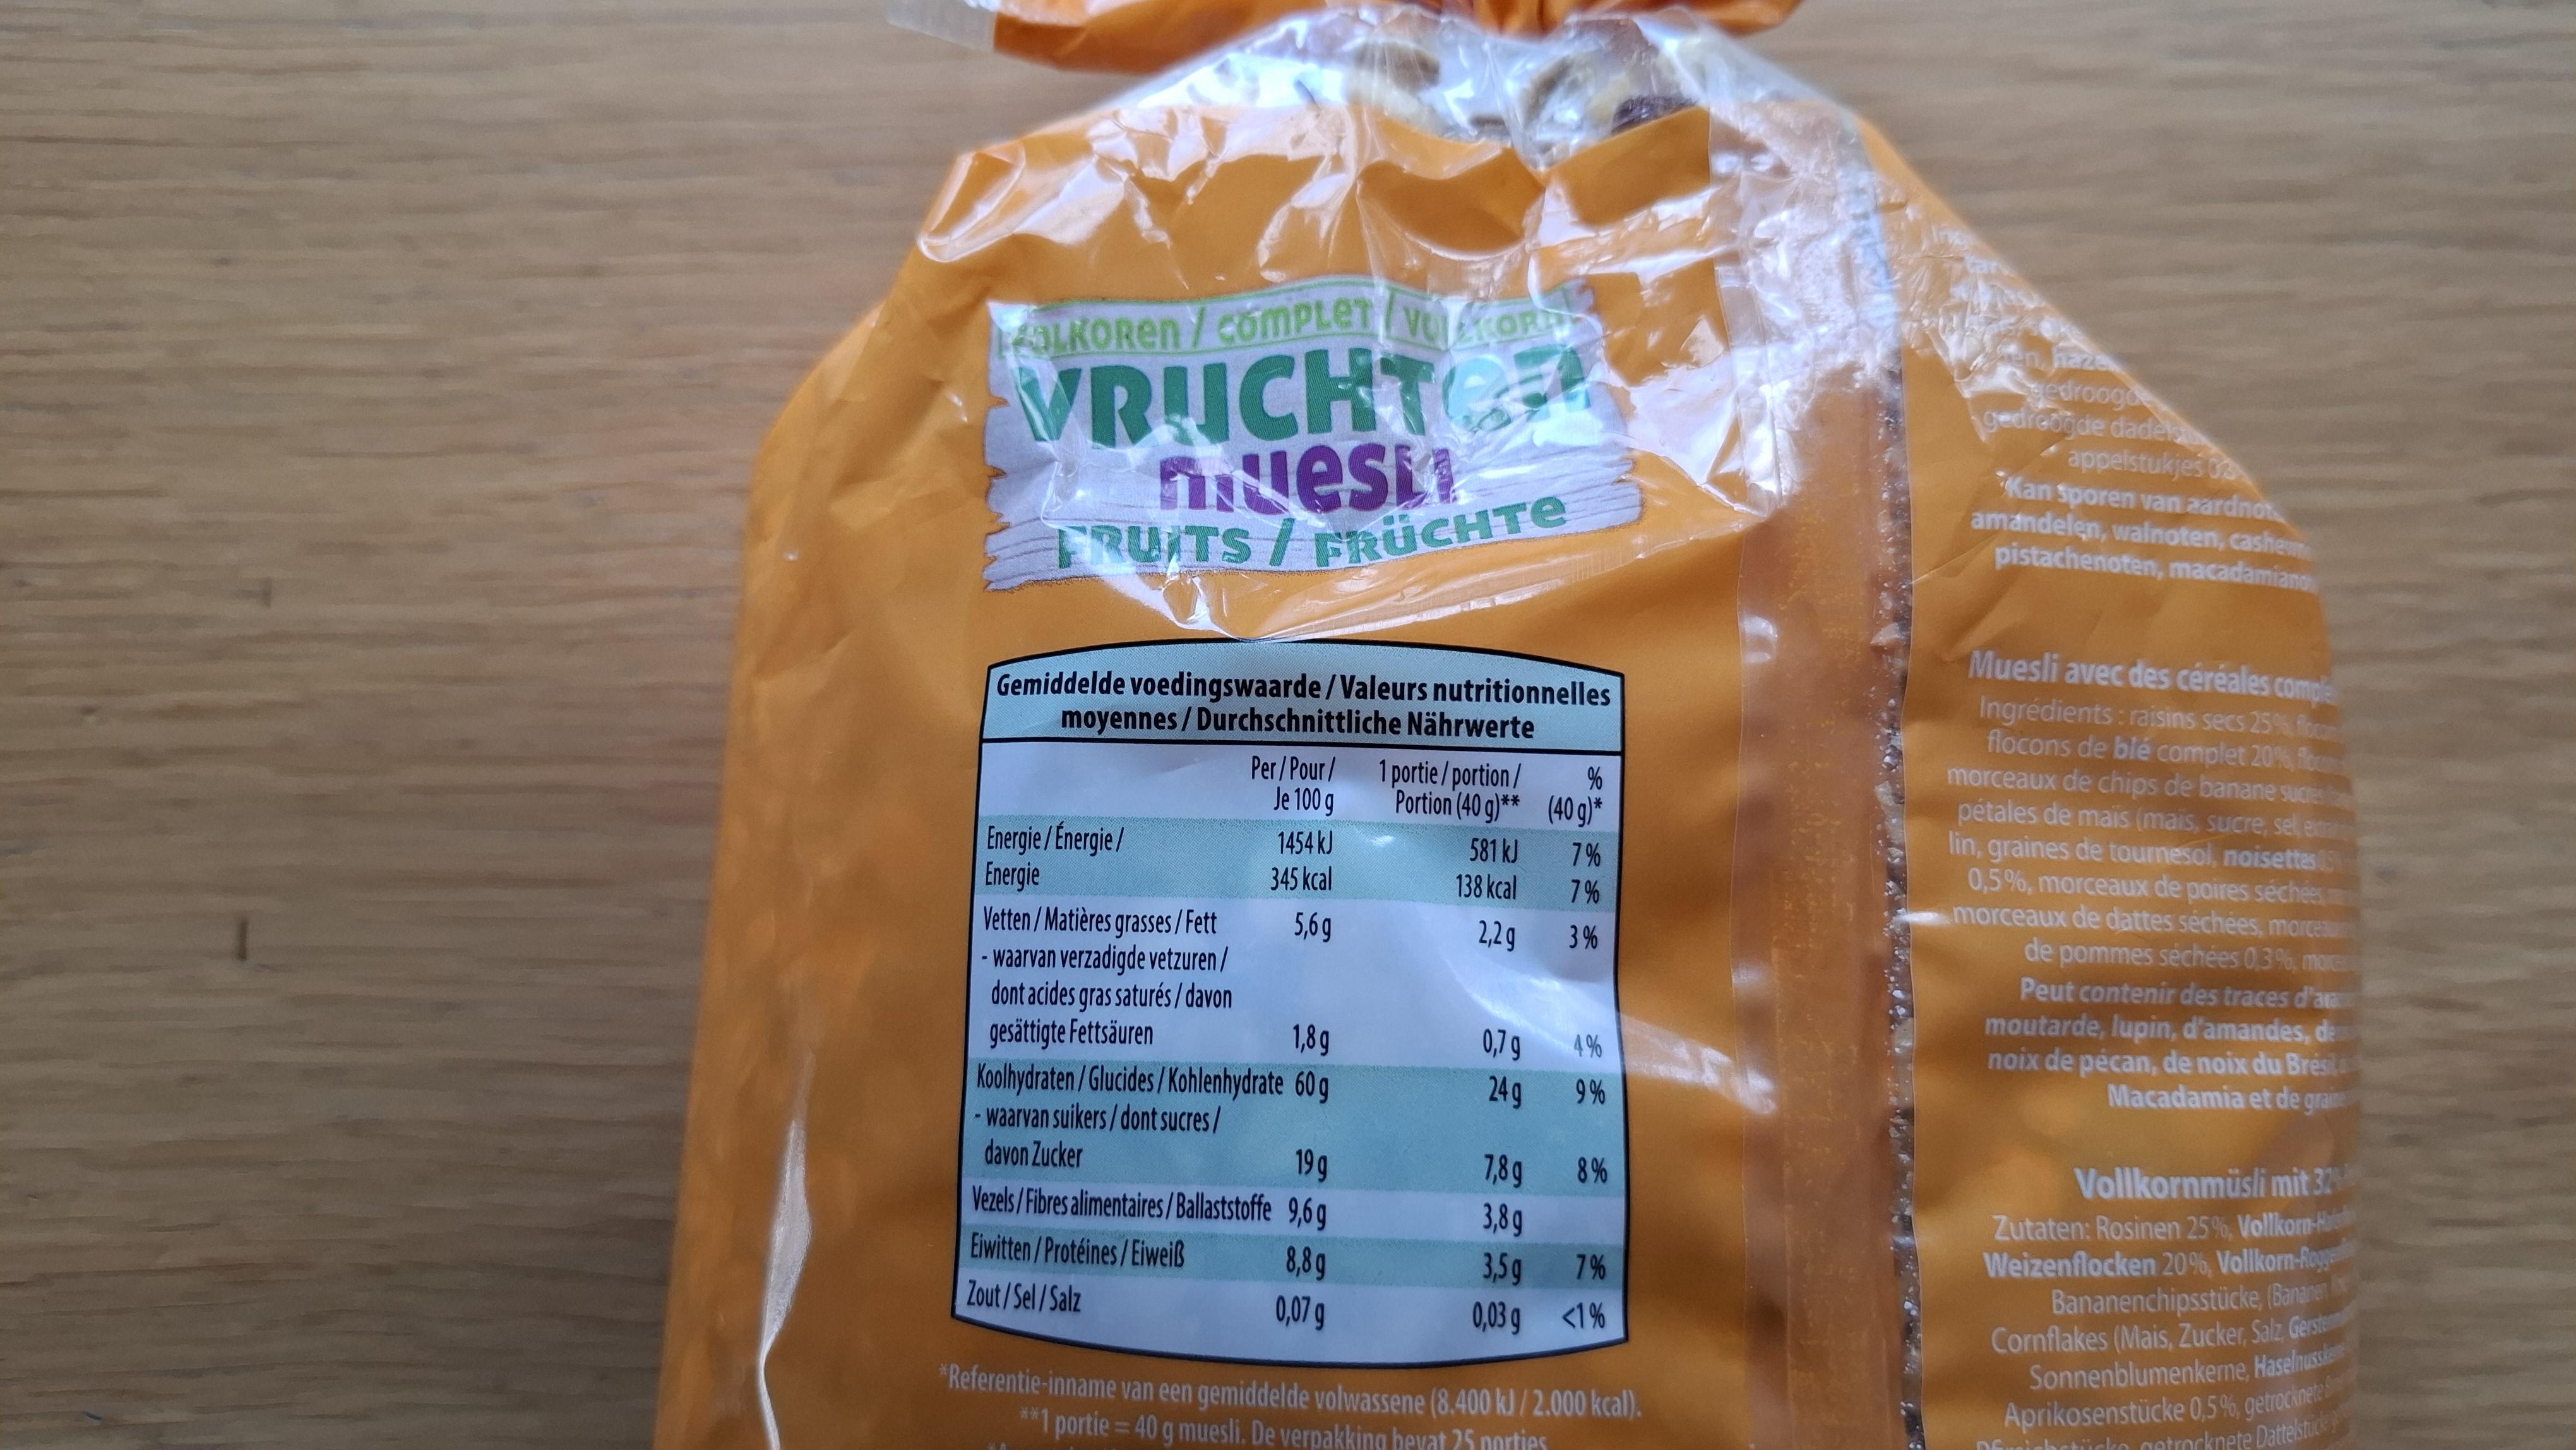 VOLKOREN / COMPLET / VOLLKORN
VRUCHTEN
MUESLI
FRUITS / FRÜCHTE
Gemiddelde voedingswaarde / Valeurs nutritionnelles
moyennes / Durchschnittliche Nährwerte
Per / Pour / 1 portie / portion / %
Je 100 g Portion (40 g)** (40 g)*
Energie / Énergie / 1454 kJ 581 kJ 7 %
Energie 345 kcal 138 kcal 7 %
Vetten / Matières grasses / Fett 5,6 g 2,2 g 3 %
- waarvan verzadigde vetzuren /
dont acides gras saturés / davon
gesättigte Fettsäuren 1,8 g 0,7 g 4 %
Koolhydraten / Glucides / Kohlenhydrate 60 g 24 g 9 %
- waarvan suikers / dont sucres /
davon Zucker 19 g 7,8 g 8 %
Vezels / Fibres alimentaires / Ballaststoffe 9,6 g 3,8 g
Eiwitten / Protéines / Eiweiß 8,8 g 3,5 g 7 %
Zout / Sel / Salz 0,07 g 0,03 g <1 %
*Referentie-inname van een gemiddelde volwassene (8.400 kJ / 2.000 kcal).
**1 portie = 40 g muesli. De verpakking bevat 25 porties
gedroogde
appelstukjes
Kan sporen van
amandelen, walnoten,
pistachenoten,
Muesli avec des céréales
Ingrédients : raisins secs 25%,
flocons de blé complet 20%,
morceaux de chips de banane
pétales de maïs (maïs, sucre, sel,
lin, graines de tournesol, noisettes
0,5%, morceaux de poires séchées,
morceaux de dattes séchées,
de pommes séchées 0,3%,
Peut contenir des traces
moutarde, lupin, d'amandes,
noix de pécan, de noix du Brésil,
Macadamia et de
Vollkornmüsli mit
Zutaten: Rosinen 25%,
Weizenflocken 20%,
Bananenchipsstücke,
Cornflakes (Mais, Zucker, Salz,
Sonnenblumenkerne,
Aprikosenstücke 0,5%,
getrocknete